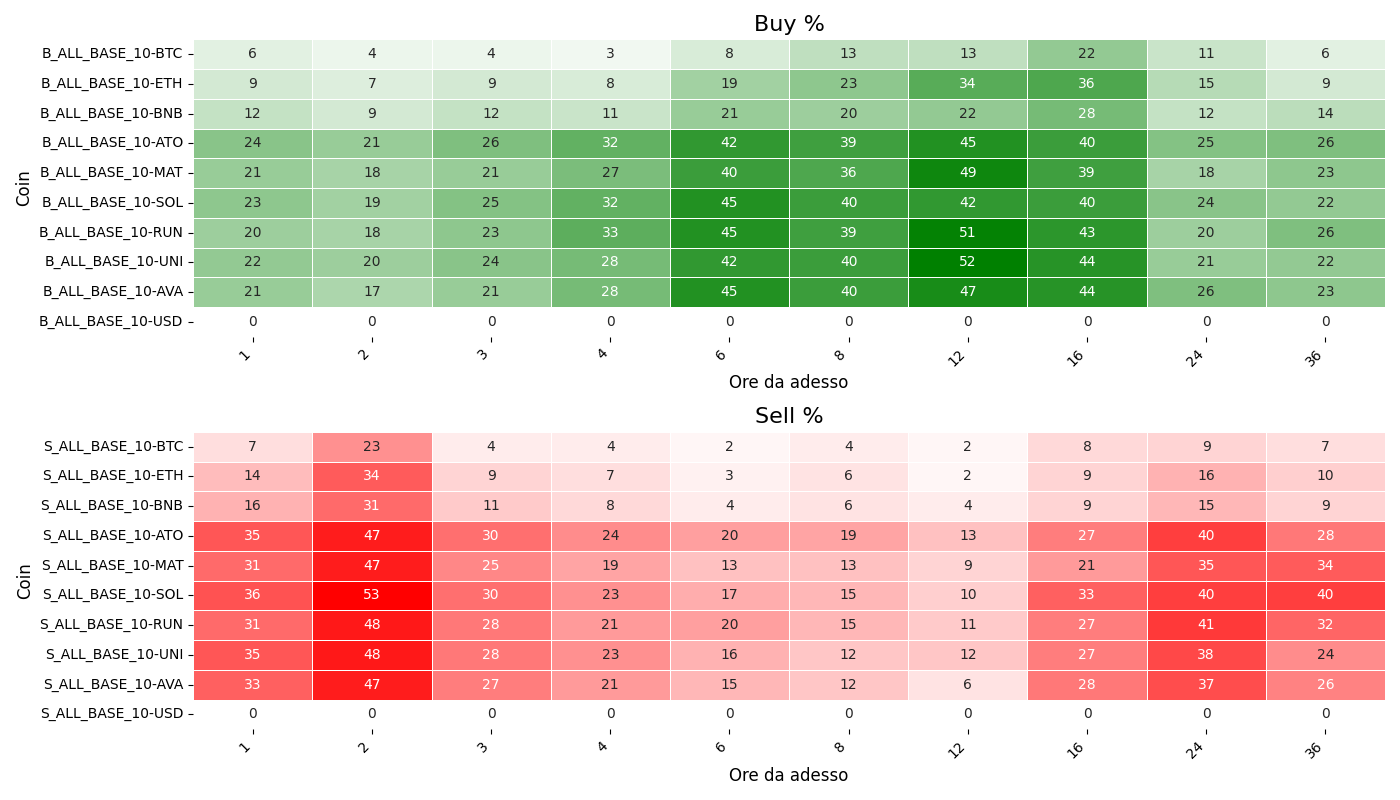 Buy %
Coin
B_ALL_BASE_10-BTC 6 4 4 3 8 13 13 22 11 6
B_ALL_BASE_10-ETH 9 7 9 8 19 23 34 36 15 9
B_ALL_BASE_10-BNB 12 9 12 11 21 20 22 28 12 14
B_ALL_BASE_10-ATO 24 21 26 32 42 39 45 40 25 26
B_ALL_BASE_10-MAT 21 18 21 27 40 36 49 39 18 23
B_ALL_BASE_10-SOL 23 19 25 32 45 40 42 40 24 22
B_ALL_BASE_10-RUN 20 18 23 33 45 39 51 43 20 26
B_ALL_BASE_10-UNI 22 20 24 28 42 40 52 44 21 22
B_ALL_BASE_10-AVA 21 17 21 28 45 40 47 44 26 23
B_ALL_BASE_10-USD 0 0 0 0 0 0 0 0 0 0
1 2 3 4 6 8 12 16 24 36
Ore da adesso
Sell %
Coin
S_ALL_BASE_10-BTC 7 23 4 4 2 4 2 8 9 7
S_ALL_BASE_10-ETH 14 34 9 7 3 6 2 9 16 10
S_ALL_BASE_10-BNB 16 31 11 8 4 6 4 9 15 9
S_ALL_BASE_10-ATO 35 47 30 24 20 19 13 27 40 28
S_ALL_BASE_10-MAT 31 47 25 19 13 13 9 21 35 34
S_ALL_BASE_10-SOL 36 53 30 23 17 15 10 33 40 40
S_ALL_BASE_10-RUN 31 48 28 21 20 15 11 27 41 32
S_ALL_BASE_10-UNI 35 48 28 23 16 12 12 27 38 24
S_ALL_BASE_10-AVA 33 47 27 21 15 12 6 28 37 26
S_ALL_BASE_10-USD 0 0 0 0 0 0 0 0 0 0
1 2 3 4 6 8 12 16 24 36
Ore da adesso